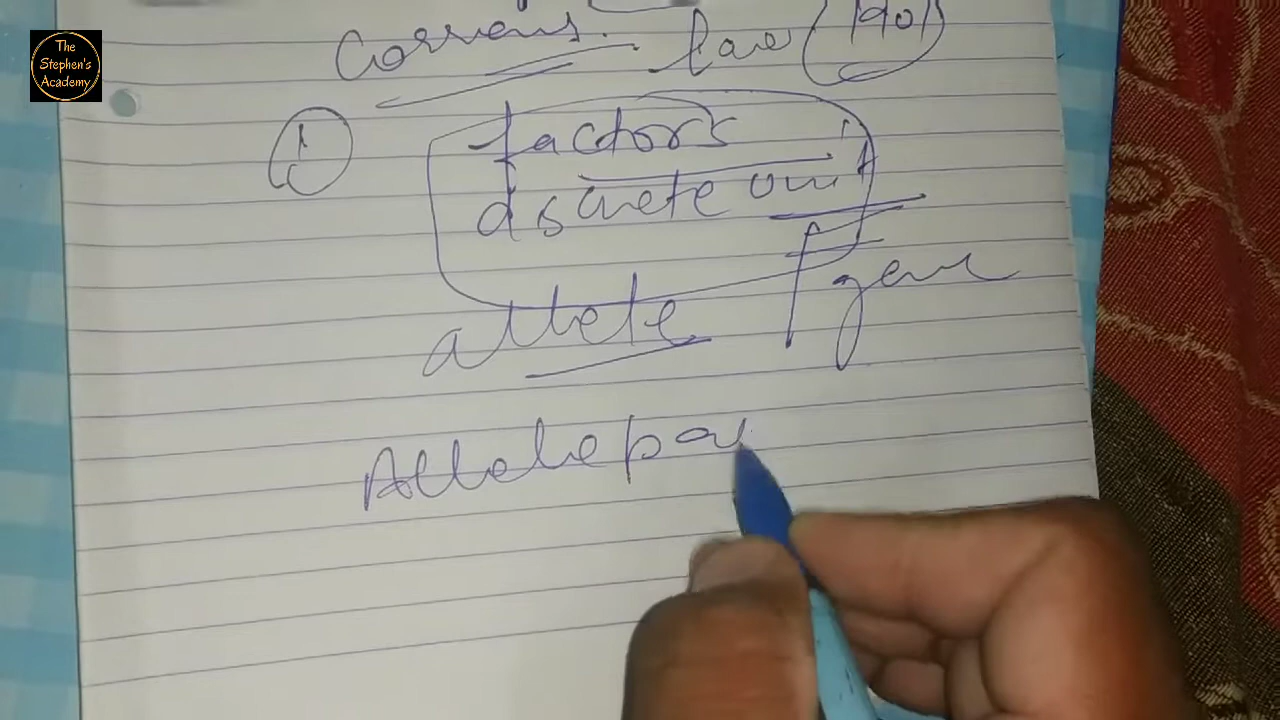 The
Stephen's
Academy
Correns. law (1901)
1
factors
discrete unit
allele gene
Allele pa